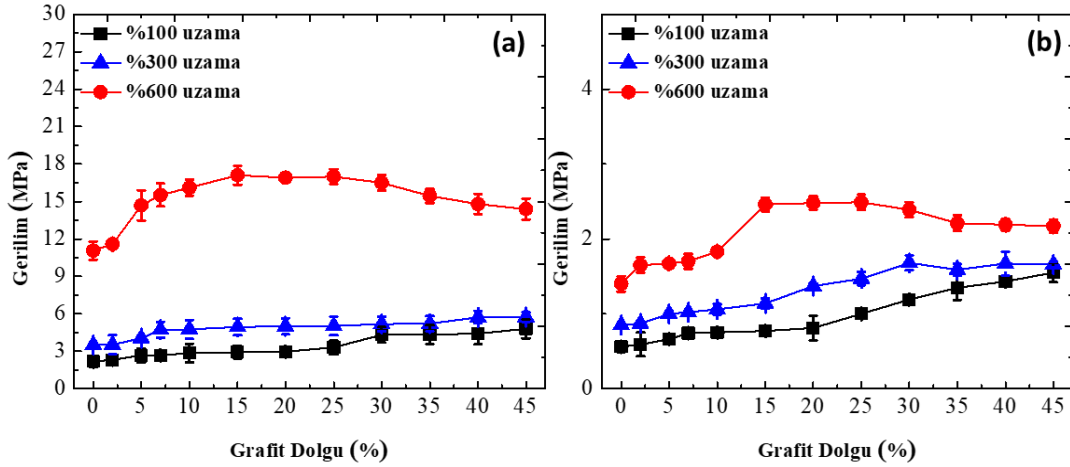 30
27
24
21
18
15
12
9
6
3
0
Gerilim (MPa)
%100 uzama
%300 uzama
%600 uzama
(a)
0 5 10 15 20 25 30 35 40 45
Grafit Dolgu (%)
4
2
0
Gerilim (MPa)
%100 uzama
%300 uzama
%600 uzama
(b)
0 5 10 15 20 25 30 35 40 45
Grafit Dolgu (%)